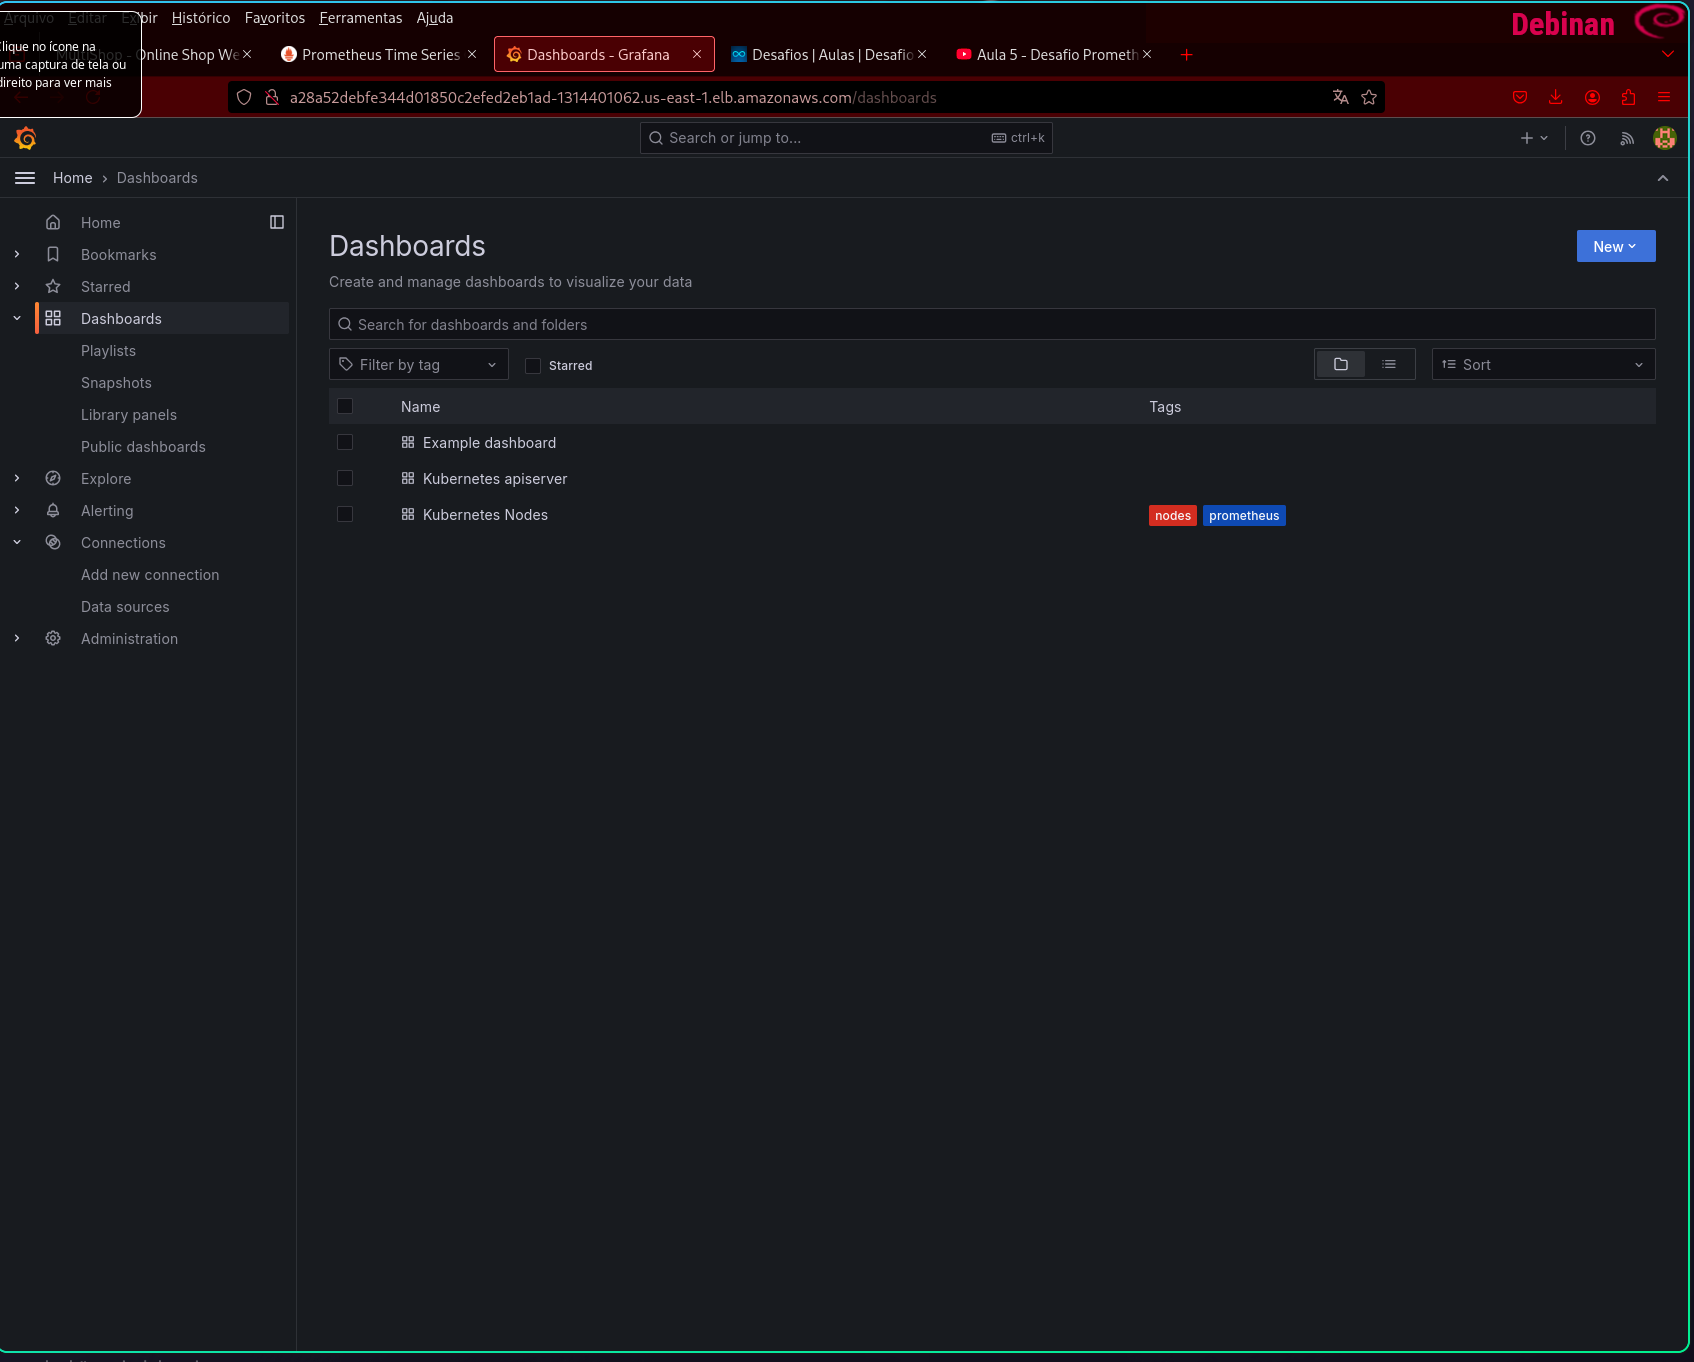 Arquivo Editar Exibir Histórico Favoritos Ferramentas Ajuda
Debinan
Clique no ícone na
uma captura de tela ou
direito para ver mais
MultiShop - Online Shop We
Prometheus Time Series
Dashboards - Grafana
Desafios | Aulas | Desafio
Aula 5 - Desafio Prometh
a28a52debfe344d01850c2efed2eb1ad-1314401062.us-east-1.elb.amazonaws.com/dashboards
Search or jump to...
ctrl+k
Home › Dashboards
Home
Bookmarks
Starred
Dashboards
Playlists
Snapshots
Library panels
Public dashboards
Explore
Alerting
Connections
Add new connection
Data sources
Administration
Dashboards
New
Create and manage dashboards to visualize your data
Search for dashboards and folders
Filter by tag
Starred
Sort
Name Tags
Example dashboard
Kubernetes apiserver
Kubernetes Nodes nodes prometheus